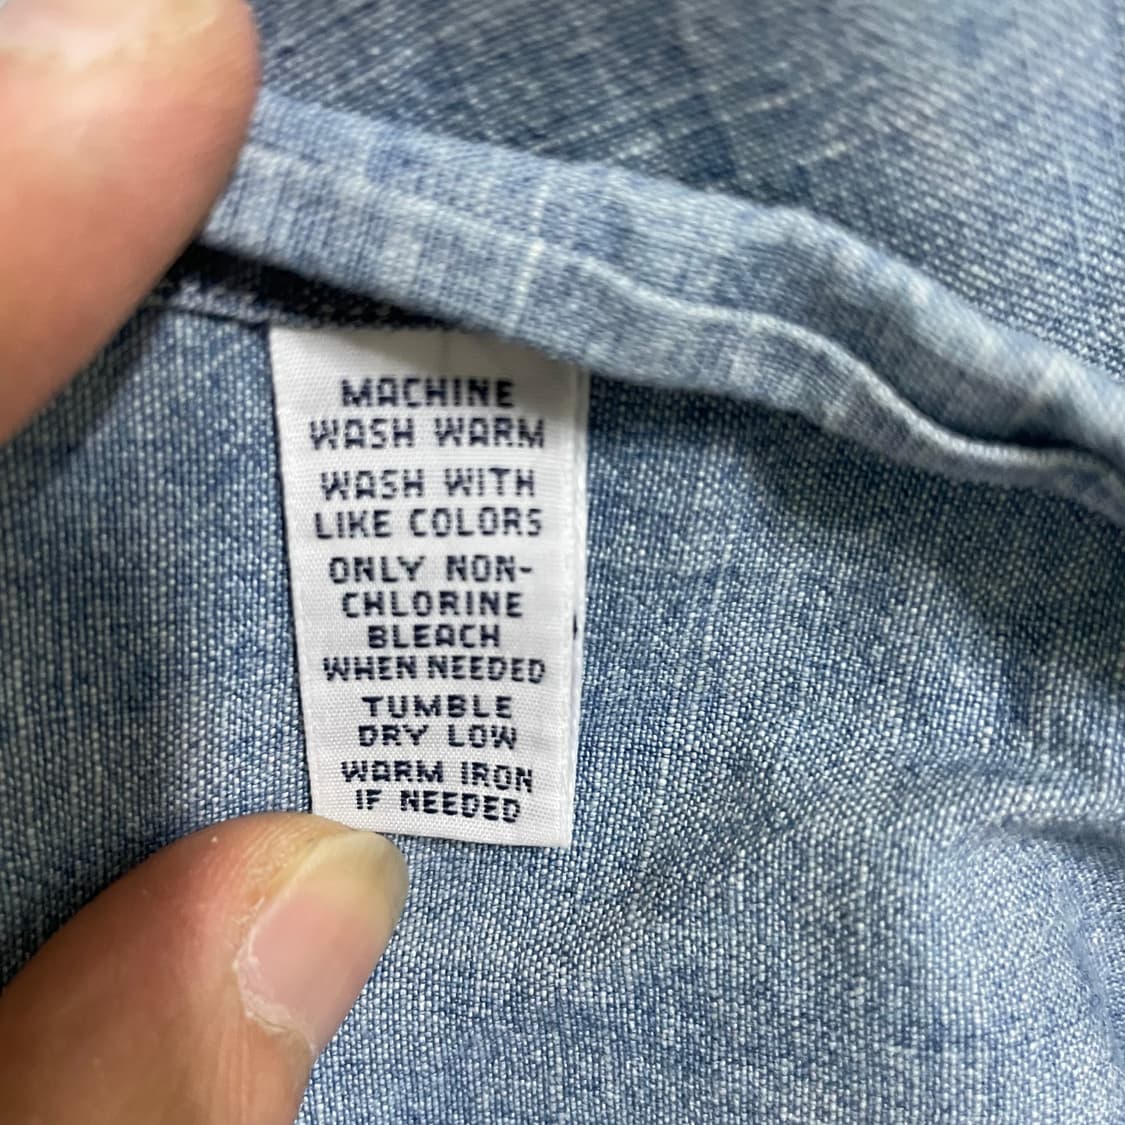 MACHINE
WASH WARM
WASH WITH
LIKE COLORS
ONLY NON-
CHLORINE
BLEACH
WHEN NEEDED
TUMBLE
DRY LOW
WARM IRON
IF NEEDED